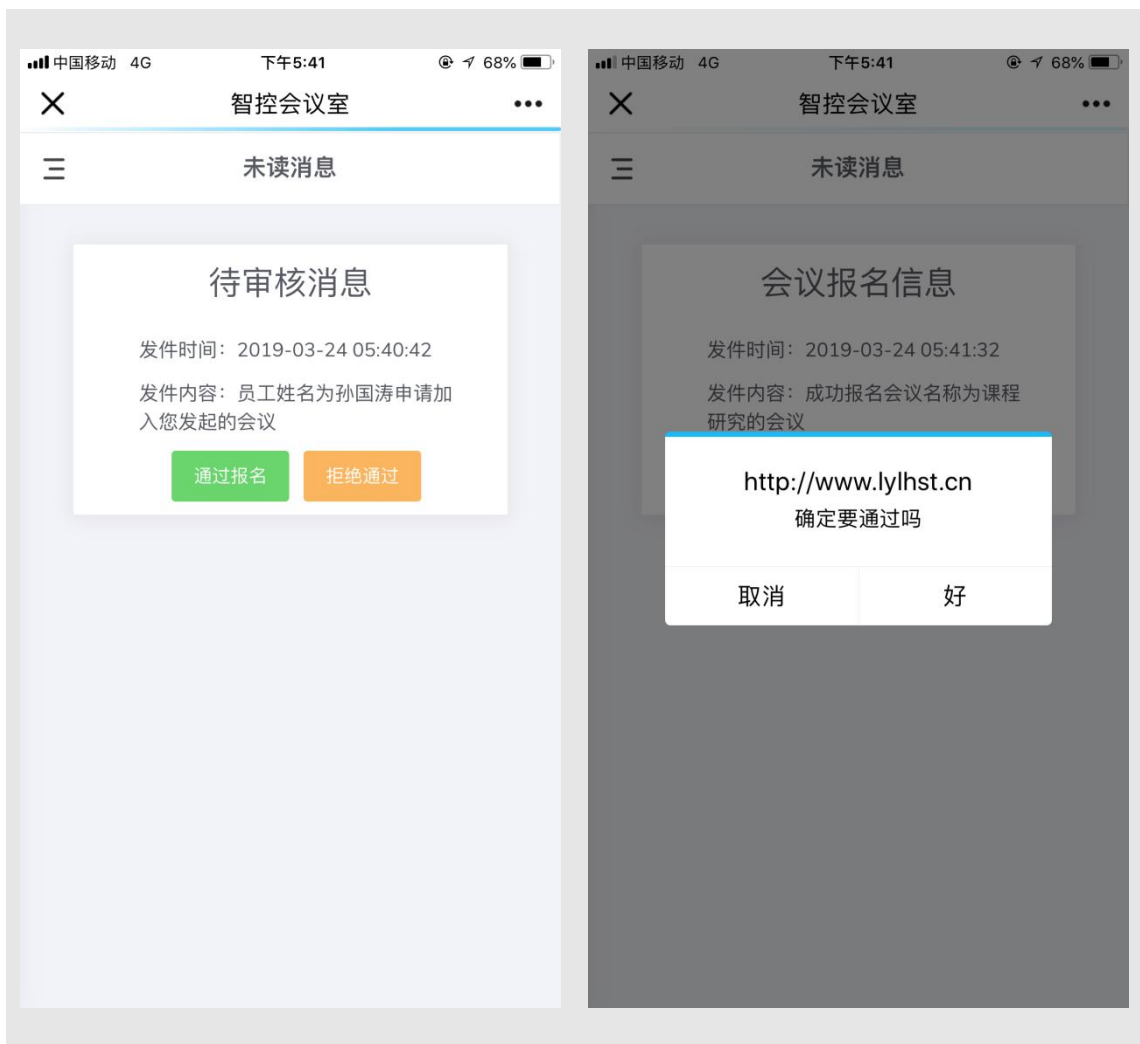 中国移动 4G 下午5:41 68%
智控会议室
未读消息
待审核消息
发件时间：2019-03-24 05:40:42
发件内容：员工姓名为孙国涛申请加
入您发起的会议
通过报名 拒绝通过
中国移动 4G 下午5:41 68%
智控会议室
未读消息
会议报名信息
发件时间：2019-03-24 05:41:32
发件内容：成功报名会议名称为课程
研究的会议
http://www.lylhst.cn
确定要通过吗
取消 好